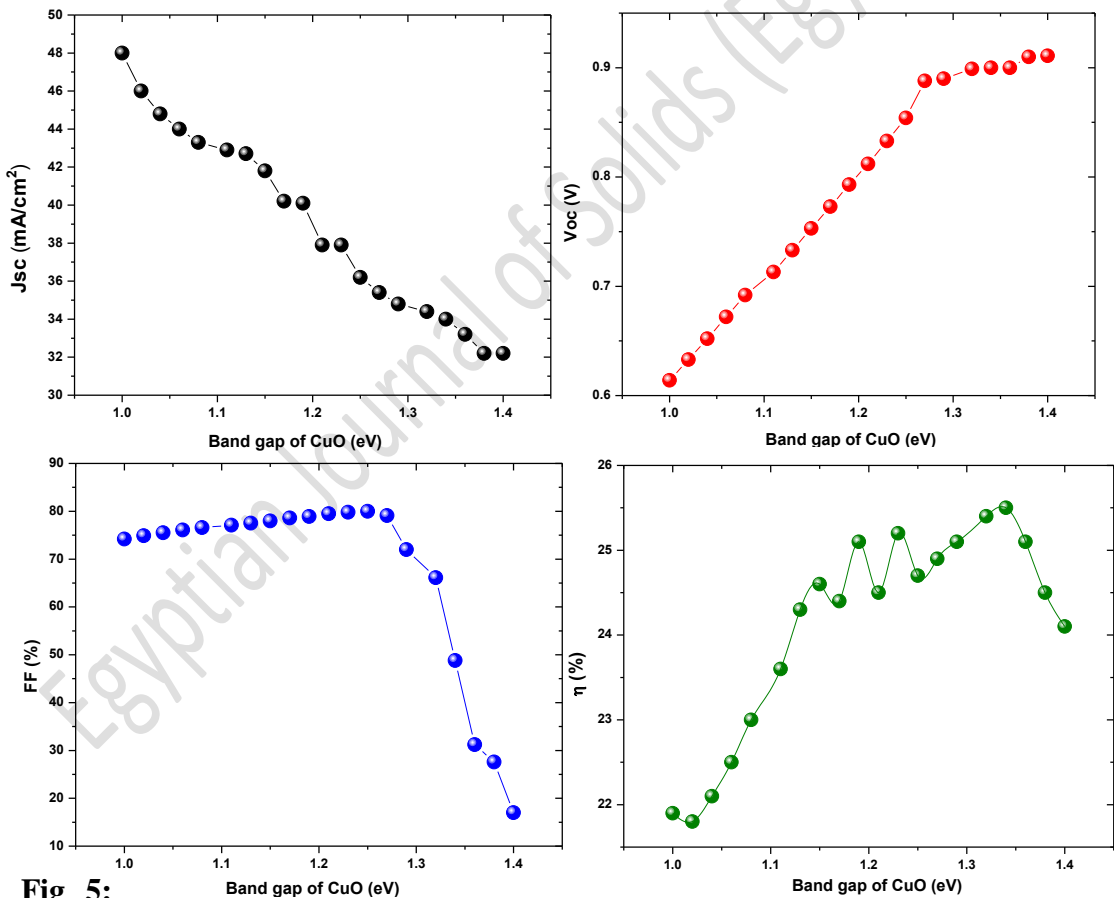 50
48
46
44
42
40
38
36
34
32
30
Jsc (mA/cm²)
1.0 1.1 1.2 1.3 1.4
Band gap of CuO (eV)
0.9
0.8
0.7
0.6
Voc (V)
1.0 1.1 1.2 1.3 1.4
Band gap of CuO (eV)
90
80
70
60
50
40
30
20
10
FF (%)
1.0 1.1 1.2 1.3 1.4
Band gap of CuO (eV)
26
25
24
23
22
η (%)
1.0 1.1 1.2 1.3 1.4
Band gap of CuO (eV)
Fig. 5:
Egyptian Journal of Solids (Egy